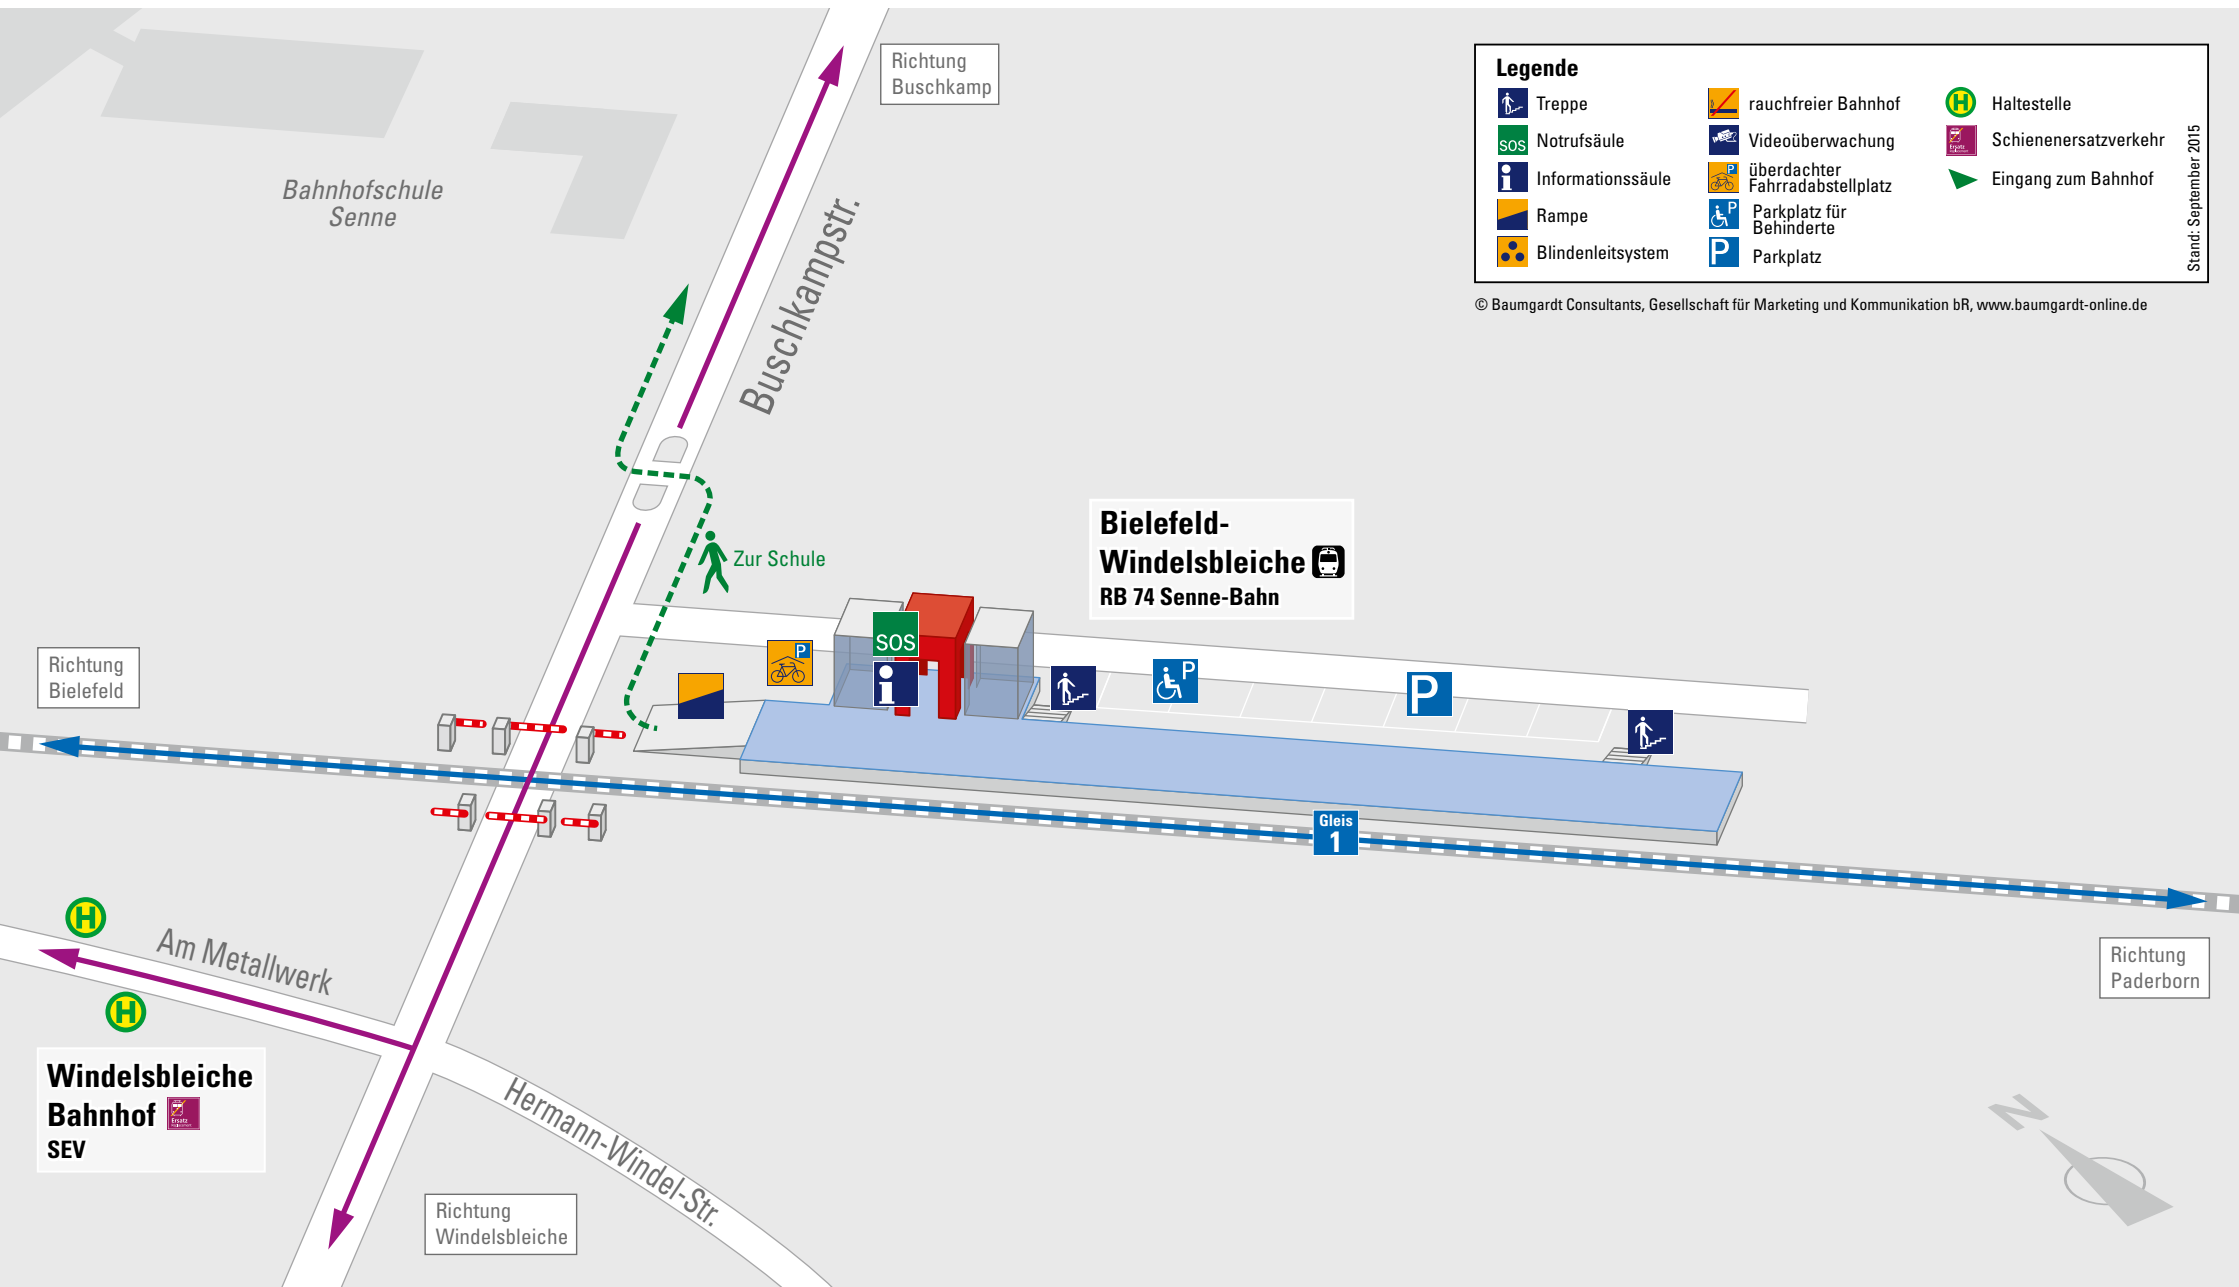 Richtung
Buschkamp
Legende
Treppe
Notrufsäule
SOS
Informationssäule
i
Rampe
Blindenleitsystem
rauchfreier Bahnhof
Videoüberwachung
überdachter
Fahrradabstellplatz
P
Parkplatz für
Behinderte
P
Parkplatz
P
Haltestelle
H
Schienenersatzverkehr
Ersatz
Eingang zum Bahnhof
Stand: September 2015
© Baumgardt Consultants, Gesellschaft für Marketing und Kommunikation bR, www.baumgardt-online.de
Bahnhofschule
Senne
Buschkampstr.
Zur Schule
Bielefeld-
Windelsbleiche
RB 74 Senne-Bahn
Richtung
Bielefeld
P
SOS
i
P
P
Gleis
1
H
Am Metallwerk
H
Richtung
Paderborn
Windelsbleiche
Bahnhof
Ersatz
SEV
Hermann-Windel-Str.
Richtung
Windelsbleiche
N